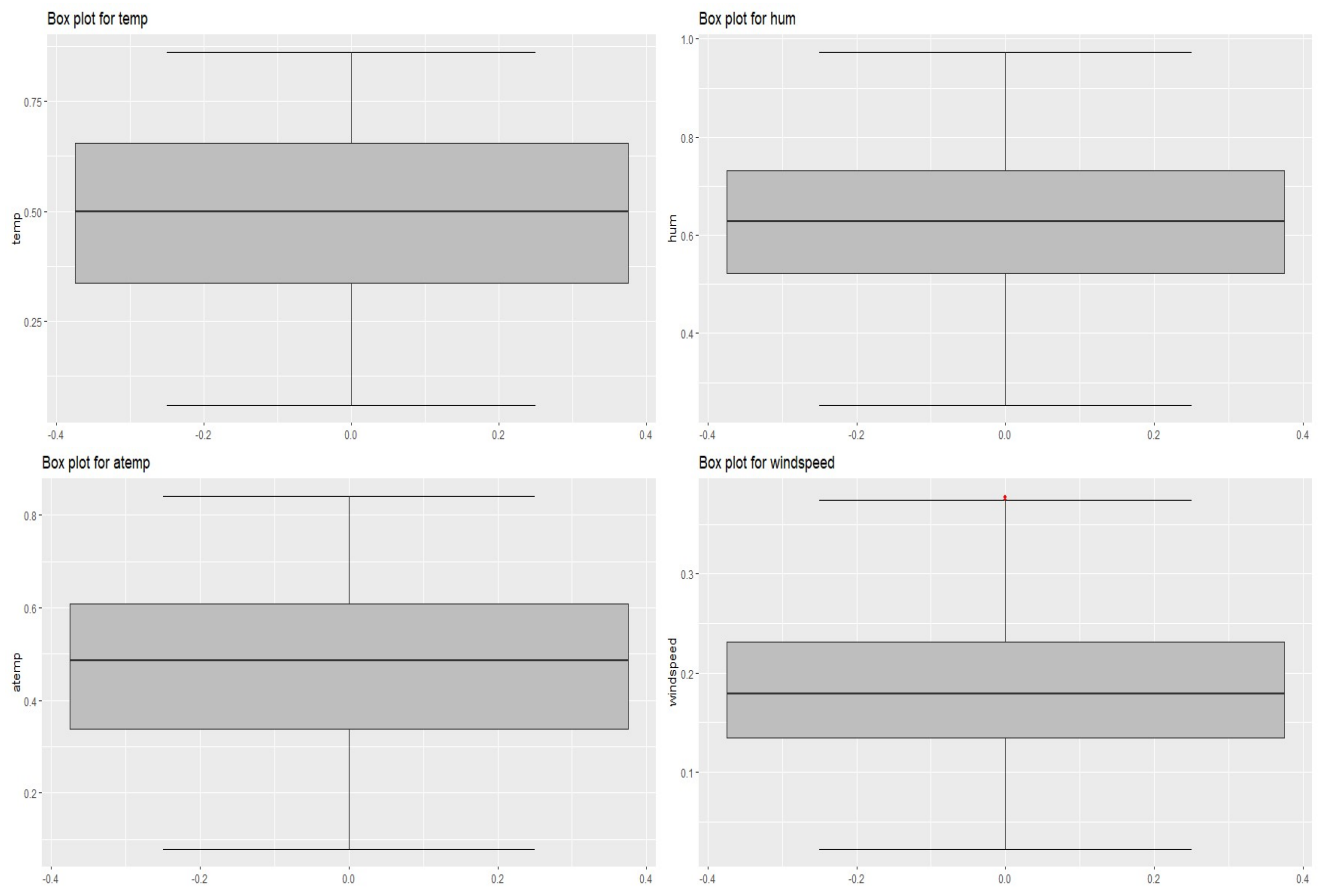 Box plot for temp
temp
0.75
0.50
0.25
-0.4 -0.2 0.0 0.2 0.4
Box plot for hum
hum
1.0
0.8
0.6
0.4
-0.4 -0.2 0.0 0.2 0.4
Box plot for atemp
atemp
0.8
0.6
0.4
0.2
-0.4 -0.2 0.0 0.2 0.4
Box plot for windspeed
windspeed
0.3
0.2
0.1
-0.4 -0.2 0.0 0.2 0.4